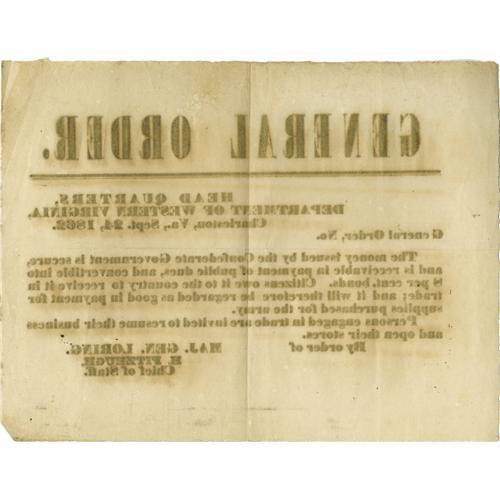 GENERAL ORDER.
HEAD QUARTERS,
DEPARTMENT OF WESTERN VIRGINIA,
Charleston, Va., Sept. 24, 1862.
General Order, No.
The money issued by the Confederate Government is secure,
and is receivable in payment of public dues, and convertible into
8 per cent. bonds. Citizens owe it to the country to receive it in
trade; and it will therefore be regarded as good in payment for
supplies purchased for the army.
Persons engaged in trade are invited to resume their business
and open their stores.
By order of MAJ. GEN. LORING.
H. FITZHUGH,
Chief of Staff.